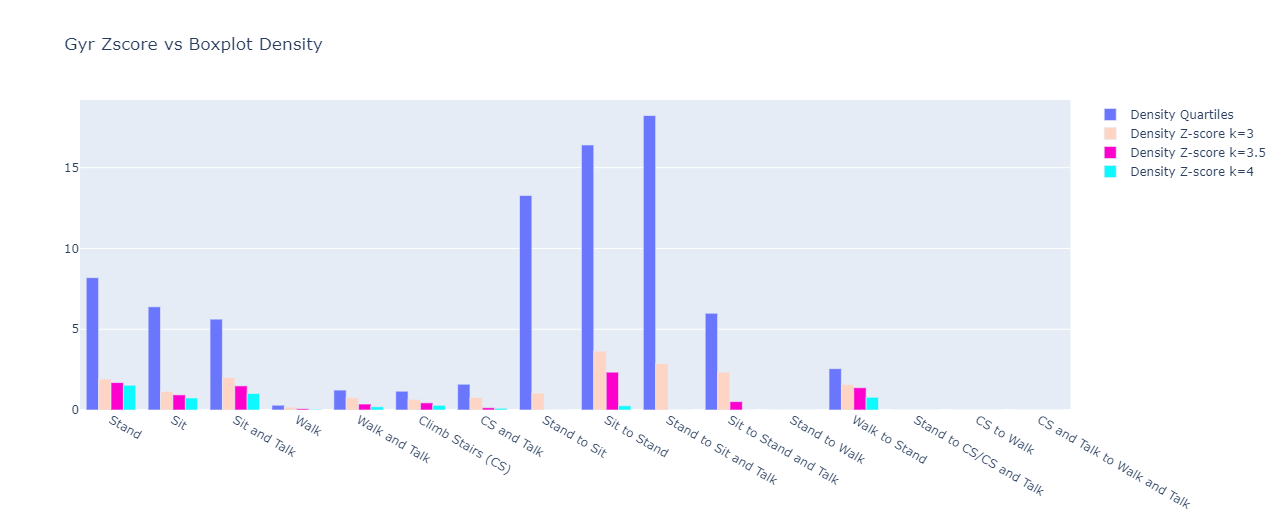 Gyr Zscore vs Boxplot Density
Density Quartiles
Density Z-score k=3
Density Z-score k=3.5
Density Z-score k=4
15
10
5
0
Stand
Sit
Sit and Talk
Walk
Walk and Talk
Climb Stairs (CS)
CS and Talk
Stand to Sit
Sit to Stand
Stand to Sit and Talk
Sit to Stand and Talk
Stand to Walk
Walk to Stand
Stand to CS/CS and Talk
CS to Walk
CS and Talk to Walk and Talk